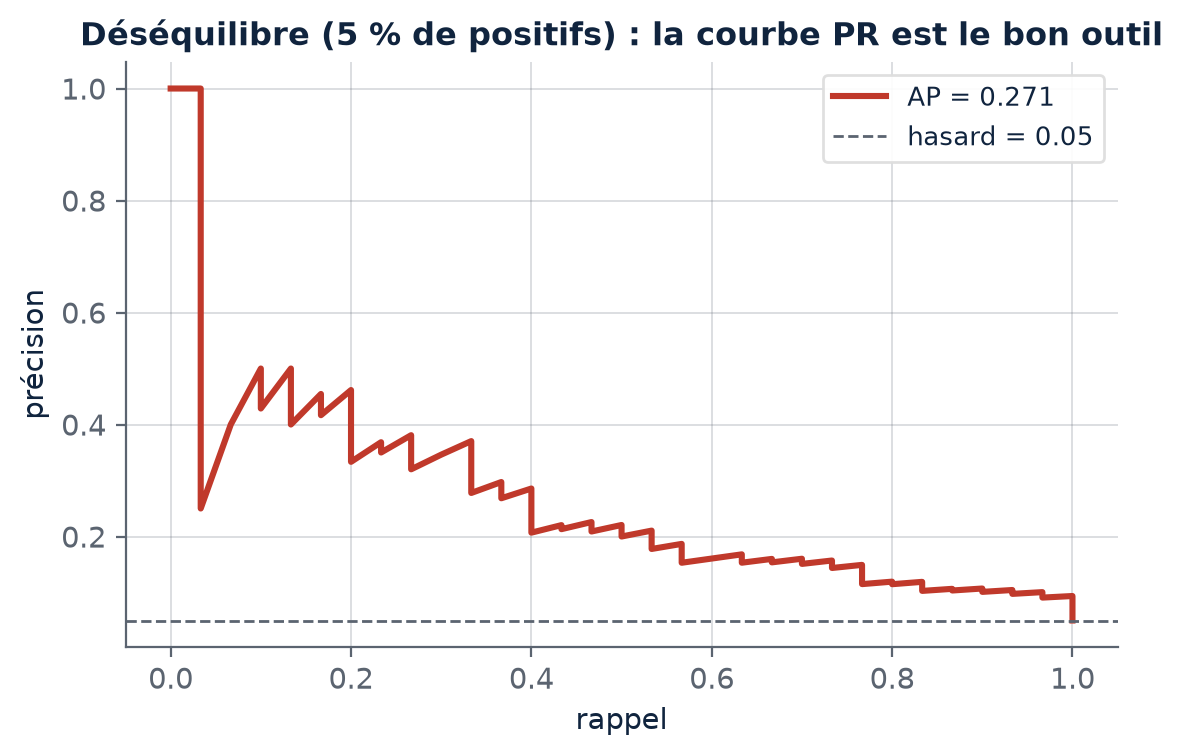 Déséquilibre (5 % de positifs) : la courbe PR est le bon outil
AP = 0.271
hasard = 0.05
précision
1.0
0.8
0.6
0.4
0.2
0.0 0.2 0.4 0.6 0.8 1.0
rappel